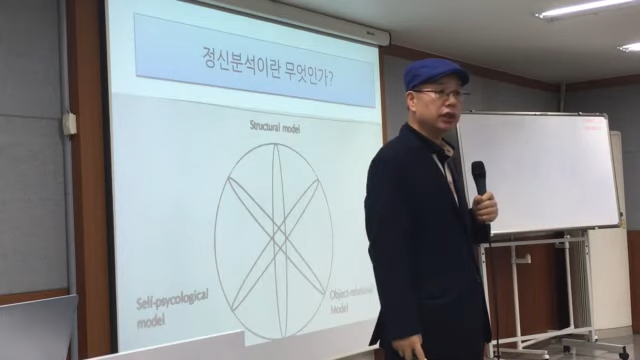 정신분석이란 무엇인가?
Structural model
Self-psycological
model
Object-relational
Model